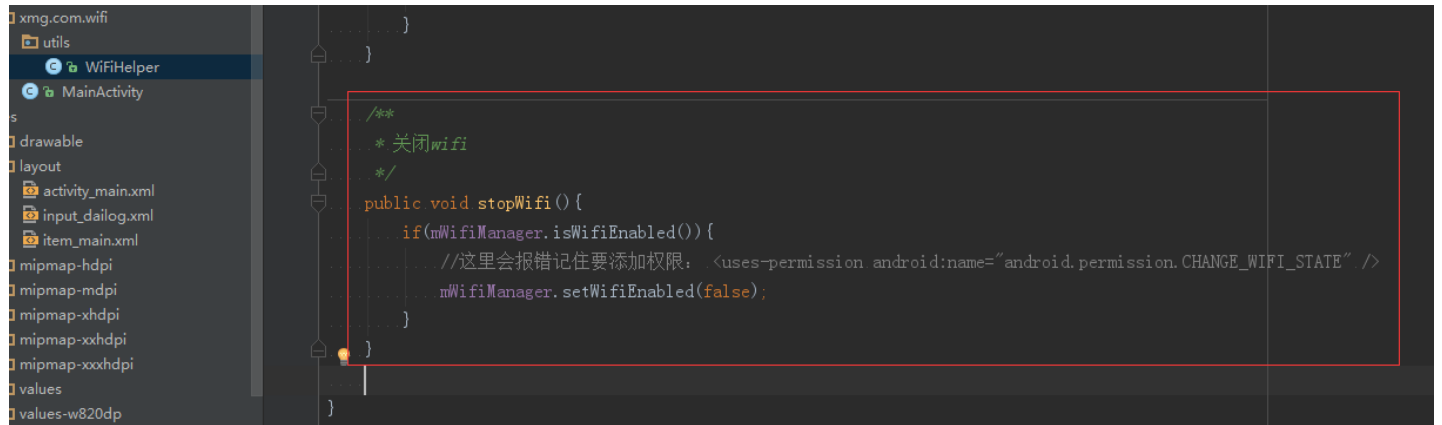 xmg.com.wifi
utils
WiFiHelper
MainActivity
s
drawable
layout
activity_main.xml
input_dailog.xml
item_main.xml
mipmap-hdpi
mipmap-mdpi
mipmap-xhdpi
mipmap-xxhdpi
mipmap-xxxhdpi
values
values-w820dp
}
}
/**
* 关闭wifi
*/
public void stopWifi(){
if(mWifiManager.isWifiEnabled()){
//这里会报错记住要添加权限： <uses-permission android:name="android.permission.CHANGE_WIFI_STATE" />
mWifiManager.setWifiEnabled(false);
}
}
}